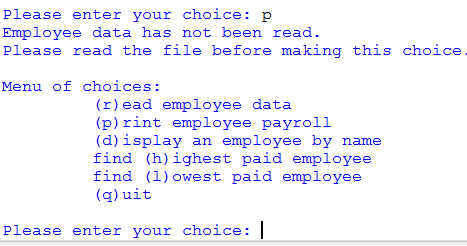 Please enter your choice: p
Employee data has not been read.
Please read the file before making this choice.
Menu of choices:
(r)ead employee data
(p)rint employee payroll
(d)isplay an employee by name
find (h)ighest paid employee
find (l)owest paid employee
(q)uit
Please enter your choice: